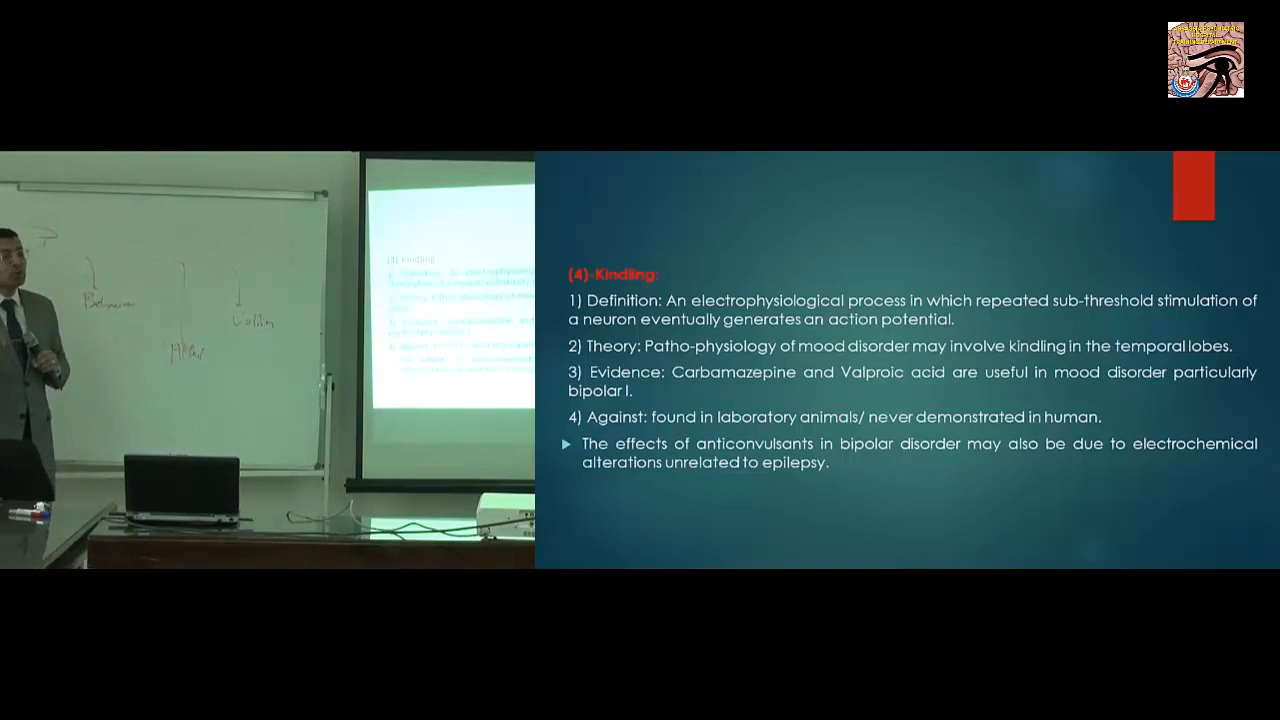 HOSPITAL
(4)-Kindling:
1) Definition: An electrophysiological process in which repeated sub-threshold stimulation of
a neuron eventually generates an action potential.
2) Theory: Patho-physiology of mood disorder may involve kindling in the temporal lobes.
3) Evidence: Carbamazepine and Valproic acid are useful in mood disorder particularly
bipolar I.
4) Against: found in laboratory animals/ never demonstrated in human.
The effects of anticonvulsants in bipolar disorder may also be due to electrochemical
alterations unrelated to epilepsy.
(4)-Kindling